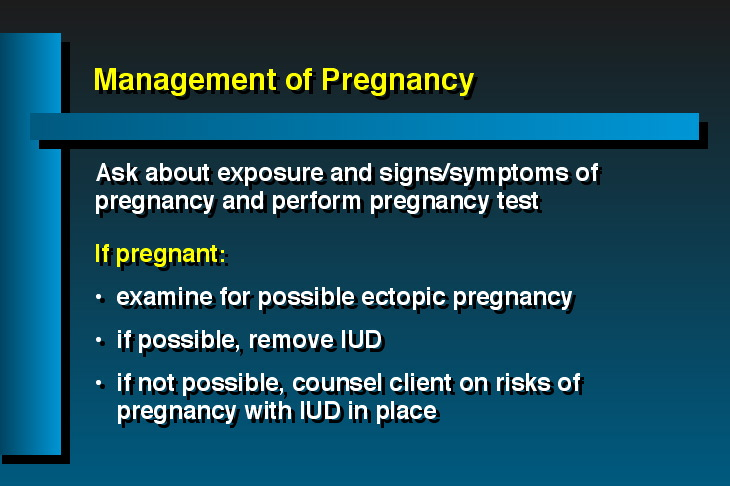 Management of Pregnancy
Ask about exposure and signs/symptoms of
pregnancy and perform pregnancy test
If pregnant:
• examine for possible ectopic pregnancy
• if possible, remove IUD
• if not possible, counsel client on risks of
pregnancy with IUD in place